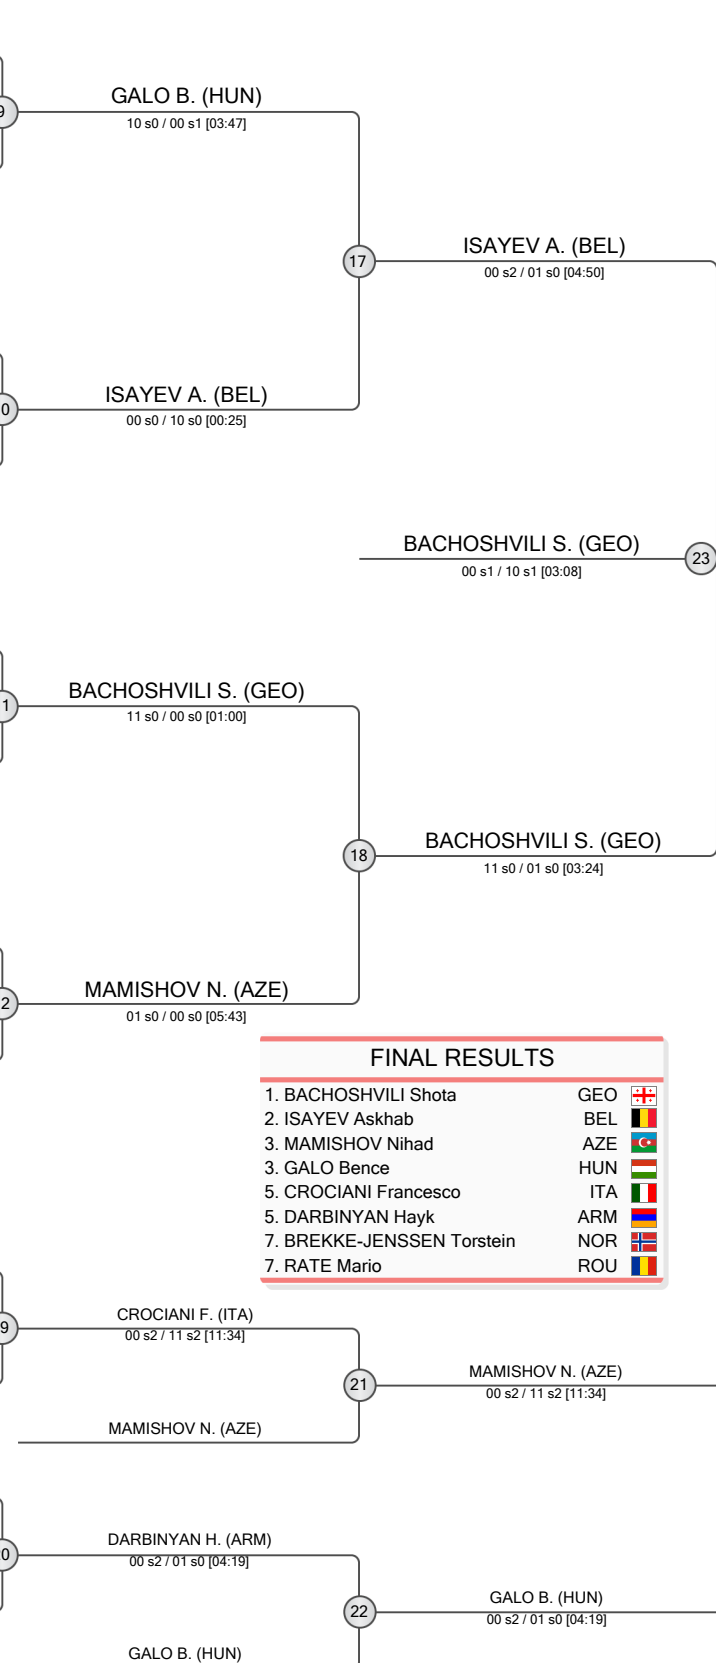 GALO B. (HUN)
9
10 s0 / 00 s1 [03:47]
ISAYEV A. (BEL)
17
00 s2 / 01 s0 [04:50]
ISAYEV A. (BEL)
0
00 s0 / 10 s0 [00:25]
BACHOSHVILI S. (GEO)
23
00 s1 / 10 s1 [03:08]
BACHOSHVILI S. (GEO)
1
11 s0 / 00 s0 [01:00]
BACHOSHVILI S. (GEO)
18
11 s0 / 01 s0 [03:24]
MAMISHOV N. (AZE)
2
01 s0 / 00 s0 [05:43]
FINAL RESULTS
1. BACHOSHVILI Shota GEO
2. ISAYEV Askhab BEL
3. MAMISHOV Nihad AZE
3. GALO Bence HUN
5. CROCIANI Francesco ITA
5. DARBINYAN Hayk ARM
7. BREKKE-JENSSEN Torstein NOR
7. RATE Mario ROU
CROCIANI F. (ITA)
9
00 s2 / 11 s2 [11:34]
MAMISHOV N. (AZE)
21
00 s2 / 11 s2 [11:34]
MAMISHOV N. (AZE)
DARBINYAN H. (ARM)
20
00 s2 / 01 s0 [04:19]
GALO B. (HUN)
22
00 s2 / 01 s0 [04:19]
GALO B. (HUN)